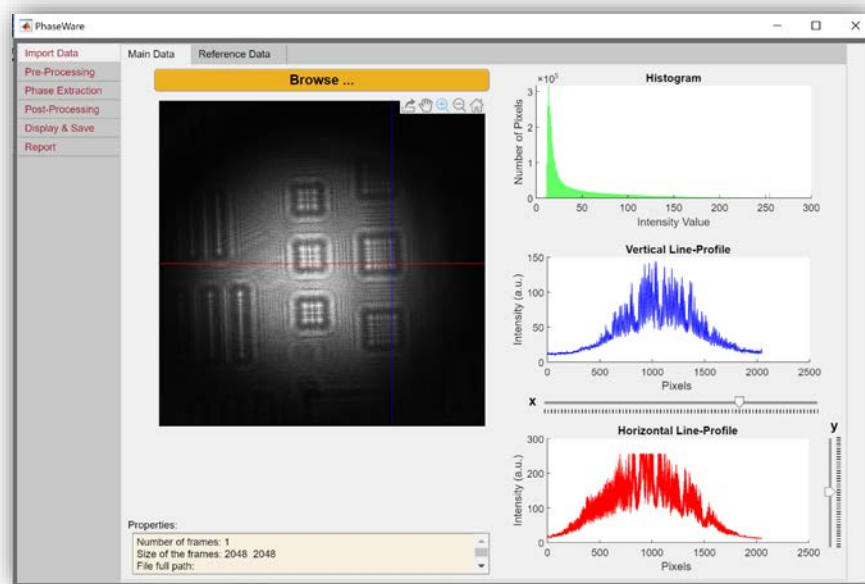 PhaseWare
Import Data
Pre-Processing
Phase Extraction
Post-Processing
Display & Save
Report
Main Data
Reference Data
Browse ...
Histogram
×10⁵
3
2
1
0
Number of Pixels
0 50 100 150 200 250 300
Intensity Value
Vertical Line-Profile
150
100
50
0
Intensity (a.u.)
0 500 1000 1500 2000 2500
Pixels
x
Horizontal Line-Profile
y
300
200
100
0
Intensity (a.u.)
0 500 1000 1500 2000 2500
Pixels
Properties:
Number of frames: 1
Size of the frames: 2048 2048
File full path: